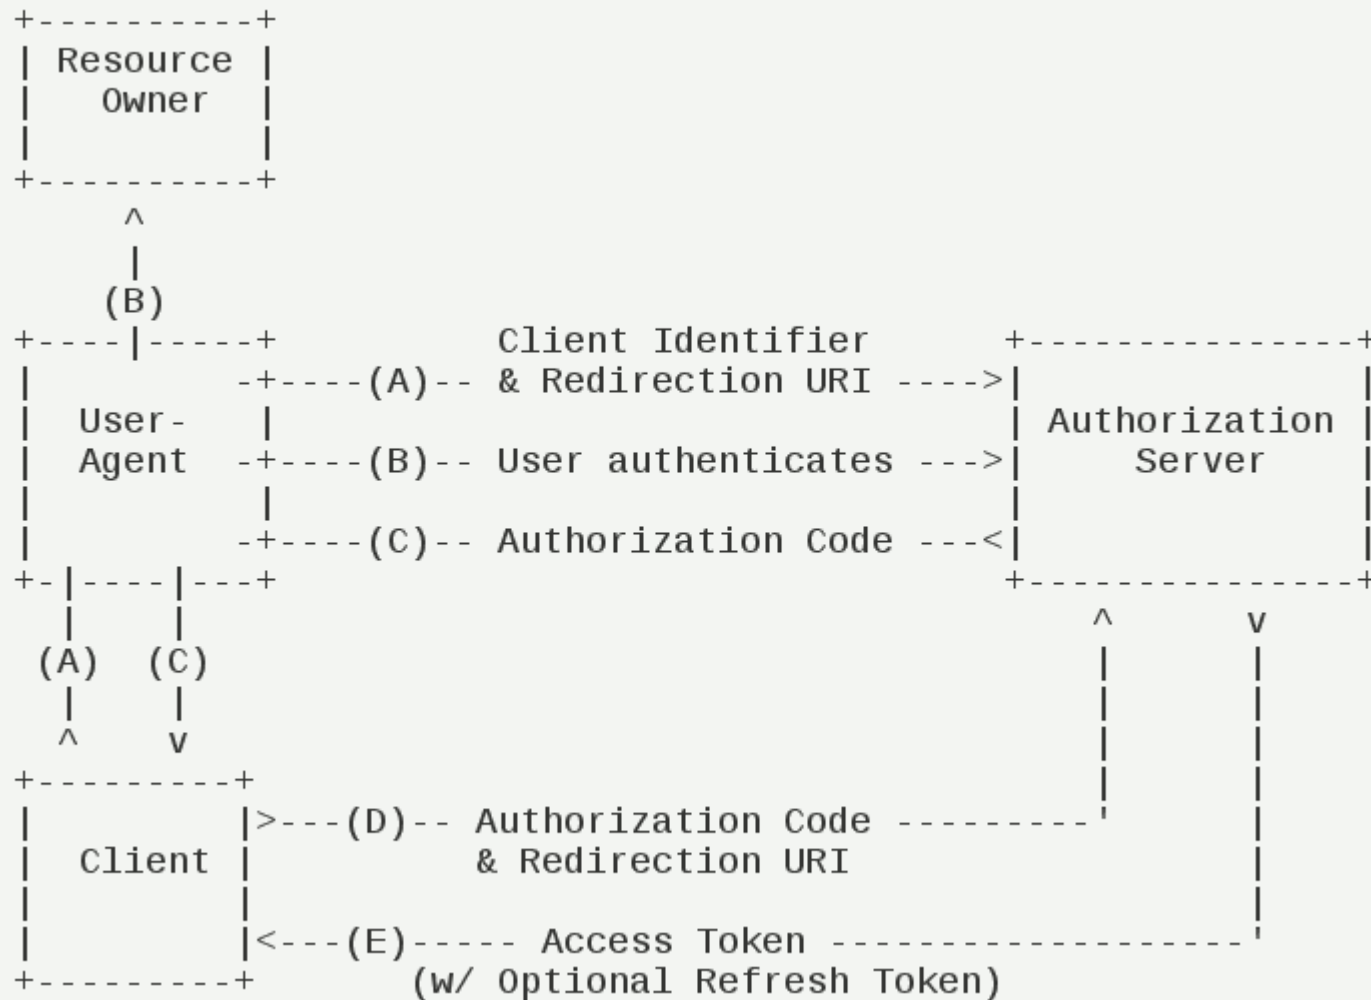 +----------+
| Resource |
|   Owner  |
|          |
+----------+
     ^
     |
    (B)
+----|-----+          Client Identifier      +---------------+
|         -+----(A)-- & Redirection URI ---->|               |
|  User-   |                                 | Authorization |
|  Agent  -+----(B)-- User authenticates --->|     Server    |
|          |                                 |               |
|         -+----(C)-- Authorization Code ---<|               |
+-|----|---+                                 +---------------+
  |    |                                         ^      v
 (A)  (C)                                        |      |
  |    |                                         |      |
  ^    v                                         |      |
+---------+                                      |      |
|         |>---(D)-- Authorization Code ---------'      |
|  Client |          & Redirection URI                  |
|         |                                             |
|         |<---(E)----- Access Token -------------------'
+---------+       (w/ Optional Refresh Token)